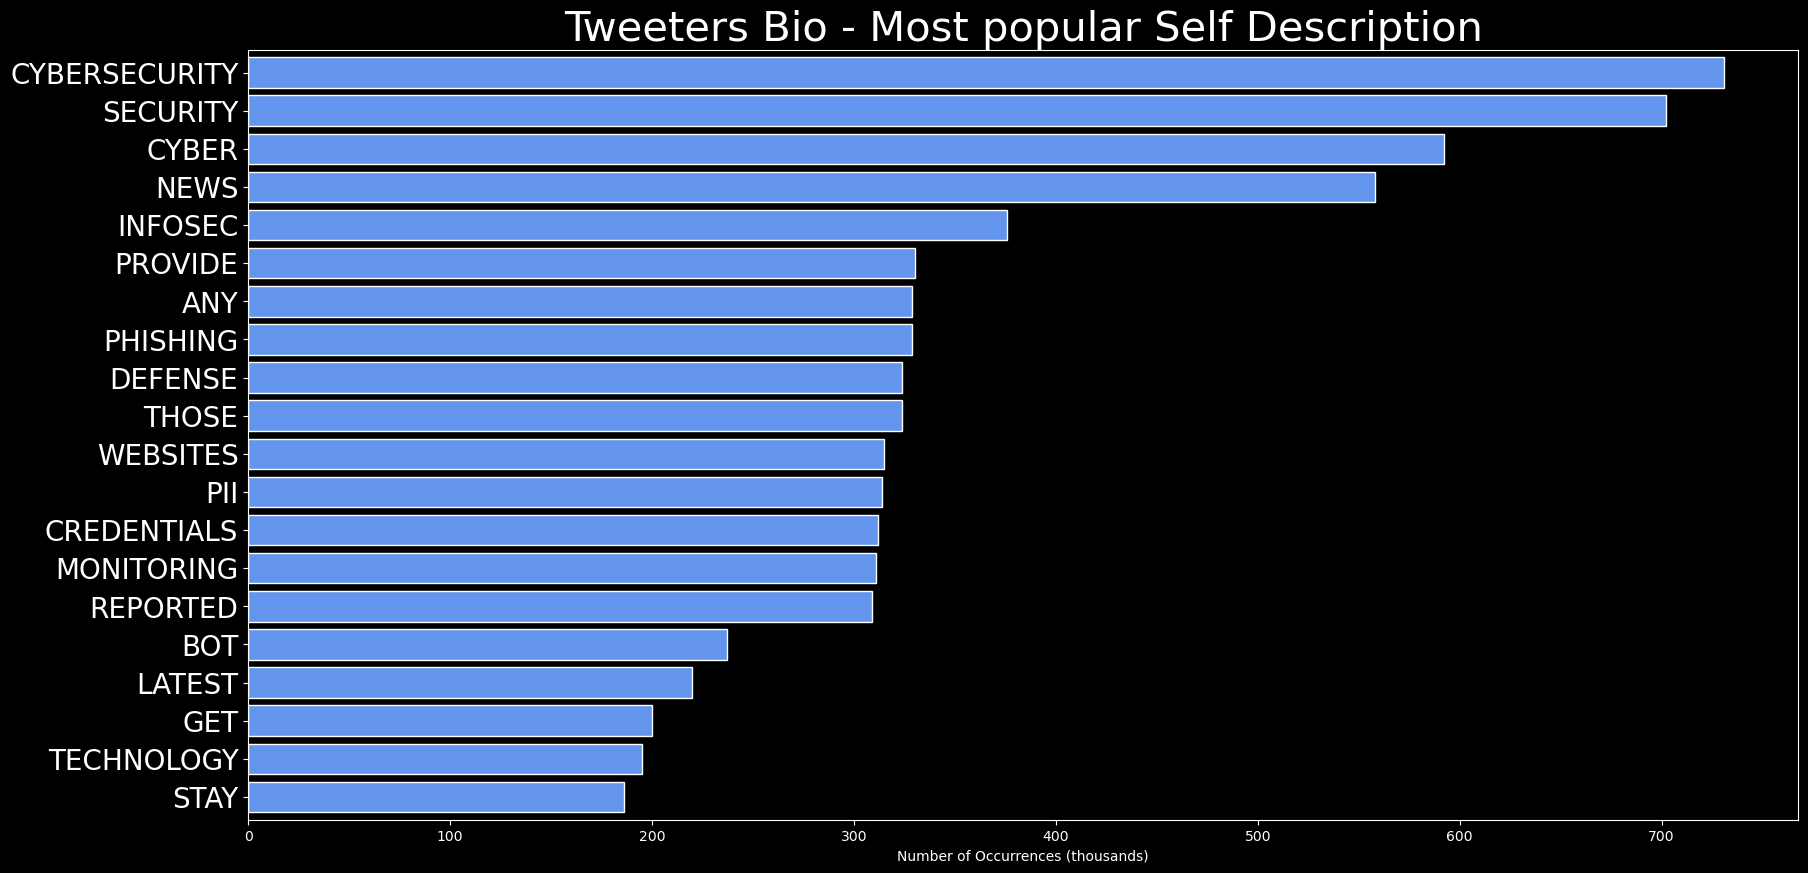 Tweeters Bio - Most popular Self Description
CYBERSECURITY
SECURITY
CYBER
NEWS
INFOSEC
PROVIDE
ANY
PHISHING
DEFENSE
THOSE
WEBSITES
PII
CREDENTIALS
MONITORING
REPORTED
BOT
LATEST
GET
TECHNOLOGY
STAY
0 100 200 300 400 500 600 700
Number of Occurrences (thousands)